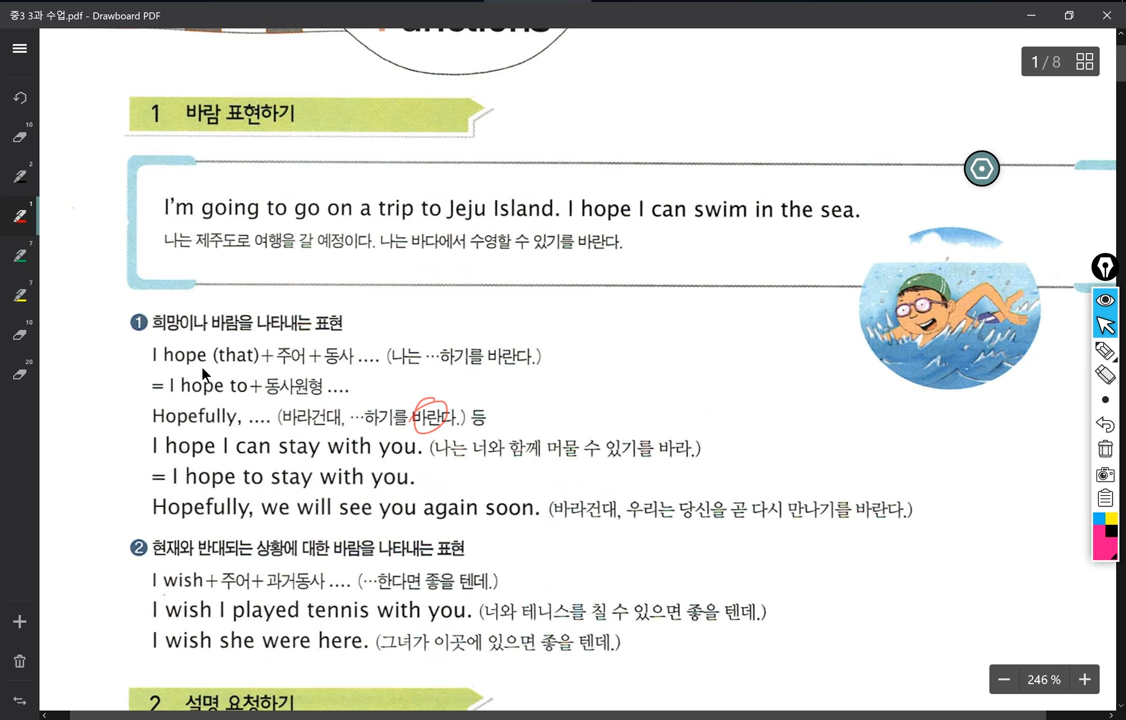 중3 3과 수업.pdf - Drawboard PDF
Functions
1 / 8
1 바람 표현하기
I'm going to go on a trip to Jeju Island. I hope I can swim in the sea.
나는 제주도로 여행을 갈 예정이다. 나는 바다에서 수영할 수 있기를 바란다.
1 희망이나 바람을 나타내는 표현
I hope (that)+주어+동사 .... (나는 …하기를 바란다.)
= I hope to+동사원형 ....
Hopefully, .... (바라건대, …하기를 바란다.) 등
I hope I can stay with you. (나는 너와 함께 머물 수 있기를 바라.)
= I hope to stay with you.
Hopefully, we will see you again soon. (바라건대, 우리는 당신을 곧 다시 만나기를 바란다.)
2 현재와 반대되는 상황에 대한 바람을 나타내는 표현
I wish+주어+과거동사 .... (…한다면 좋을 텐데.)
I wish I played tennis with you. (너와 테니스를 칠 수 있으면 좋을 텐데.)
I wish she were here. (그녀가 이곳에 있으면 좋을 텐데.)
2 설명 요청하기
246 %
10
2
1
7
7
10
20